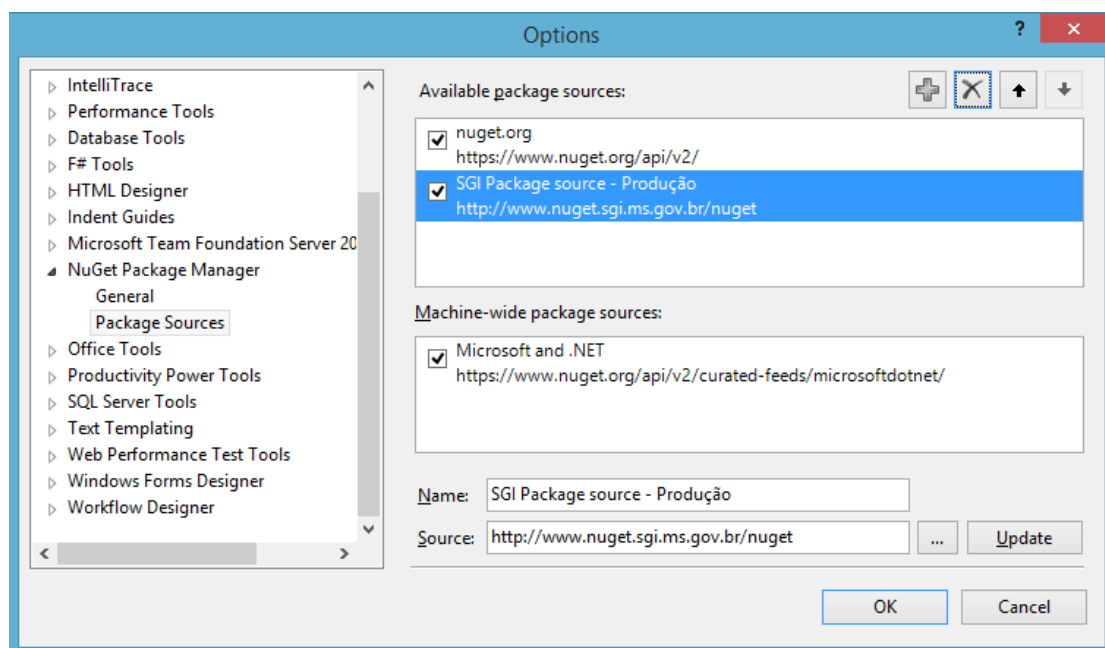 Options
?
IntelliTrace
Performance Tools
Database Tools
F# Tools
HTML Designer
Indent Guides
Microsoft Team Foundation Server 20
NuGet Package Manager
General
Package Sources
Office Tools
Productivity Power Tools
SQL Server Tools
Text Templating
Web Performance Test Tools
Windows Forms Designer
Workflow Designer
Available package sources:
nuget.org
https://www.nuget.org/api/v2/
SGI Package source - Produção
http://www.nuget.sgi.ms.gov.br/nuget
Machine-wide package sources:
Microsoft and .NET
https://www.nuget.org/api/v2/curated-feeds/microsoftdotnet/
Name: SGI Package source - Produção
Source: http://www.nuget.sgi.ms.gov.br/nuget ... Update
OK Cancel